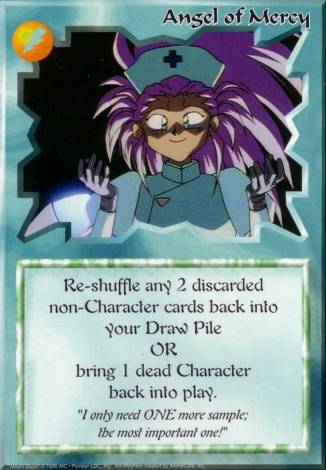 Angel of Mercy
Re-shuffle any 2 discarded
non-Character cards back into
your Draw Pile
OR
bring 1 dead Character
back into play.
"I only need ONE more sample;
the most important one!"